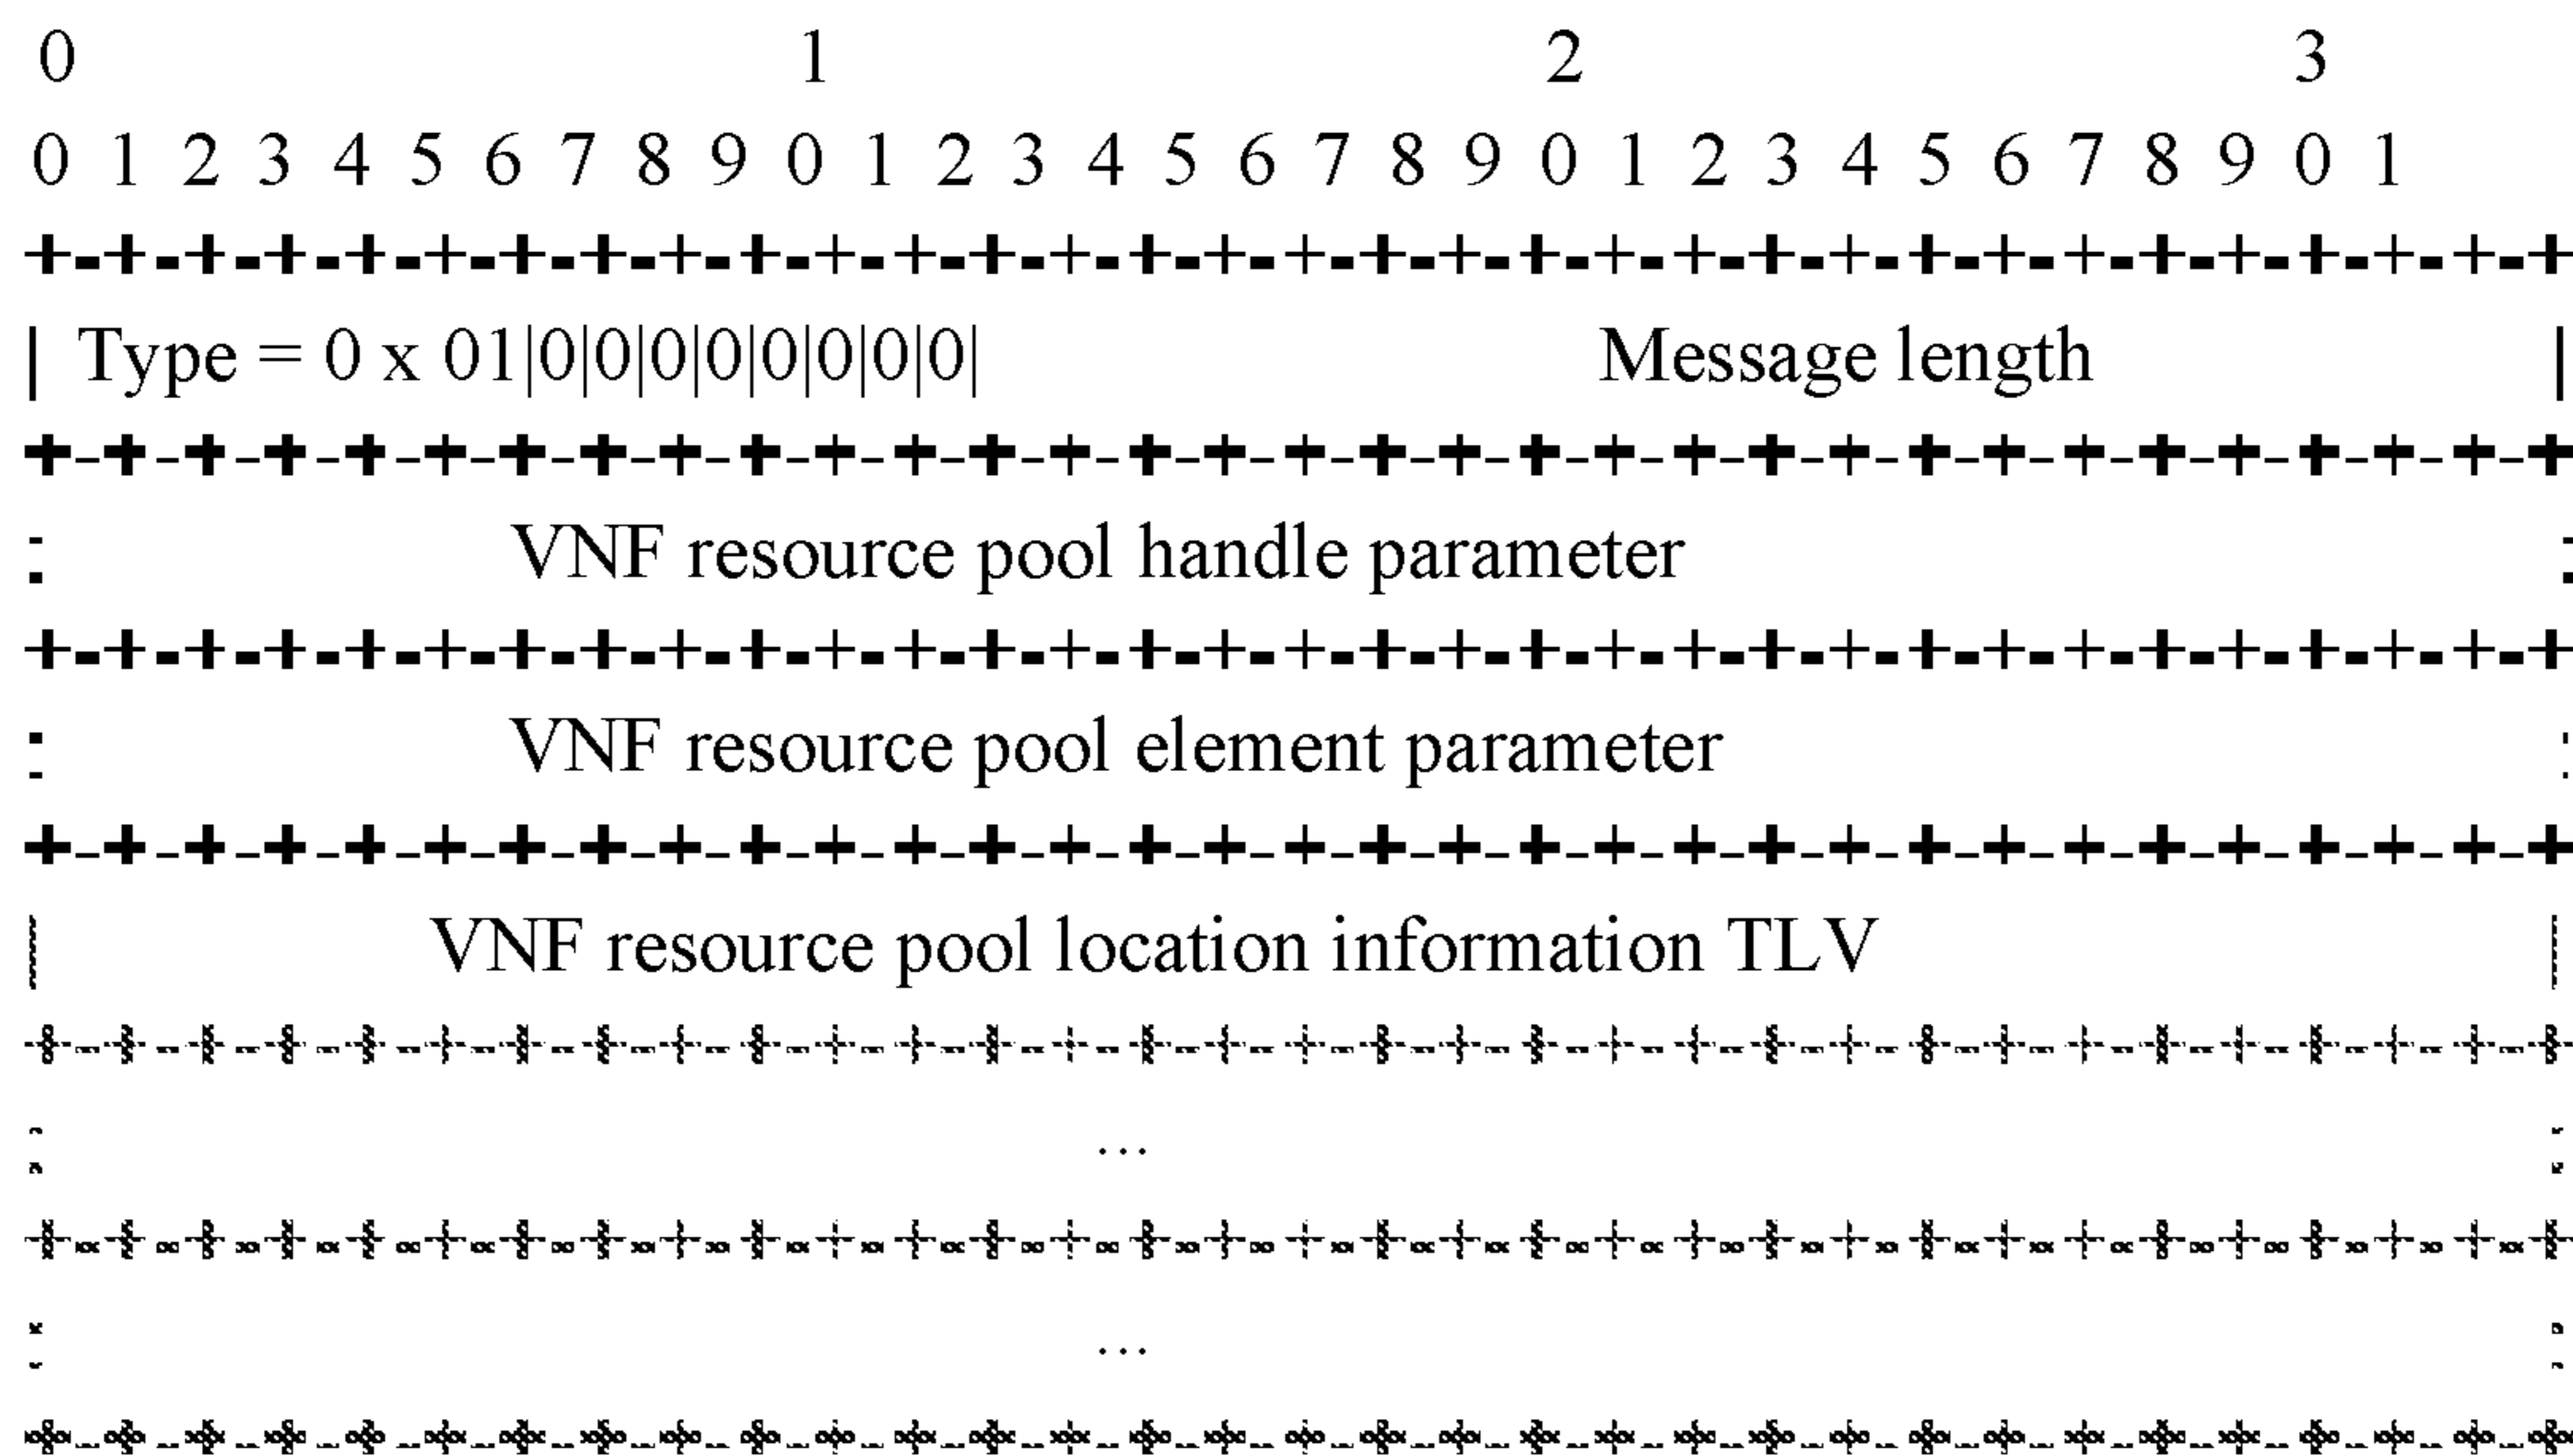 0 1 2 3
0 1 2 3 4 5 6 7 8 9 0 1 2 3 4 5 6 7 8 9 0 1 2 3 4 5 6 7 8 9 0 1
+-+-+-+-+-+-+-+-+-+-+-+-+-+-+-+-+-+-+-+-+-+-+-+-+-+-+-+-+-+-+-+-+
| Type = 0 x 01|0|0|0|0|0|0|0|0| Message length |
+-+-+-+-+-+-+-+-+-+-+-+-+-+-+-+-+-+-+-+-+-+-+-+-+-+-+-+-+-+-+-+-+
: VNF resource pool handle parameter :
+-+-+-+-+-+-+-+-+-+-+-+-+-+-+-+-+-+-+-+-+-+-+-+-+-+-+-+-+-+-+-+-+
: VNF resource pool element parameter :
+-+-+-+-+-+-+-+-+-+-+-+-+-+-+-+-+-+-+-+-+-+-+-+-+-+-+-+-+-+-+-+-+
| VNF resource pool location information TLV |
+-+-+-+-+-+-+-+-+-+-+-+-+-+-+-+-+-+-+-+-+-+-+-+-+-+-+-+-+-+-+-+-+
: ... :
+-+-+-+-+-+-+-+-+-+-+-+-+-+-+-+-+-+-+-+-+-+-+-+-+-+-+-+-+-+-+-+-+
: ... :
+-+-+-+-+-+-+-+-+-+-+-+-+-+-+-+-+-+-+-+-+-+-+-+-+-+-+-+-+-+-+-+-+